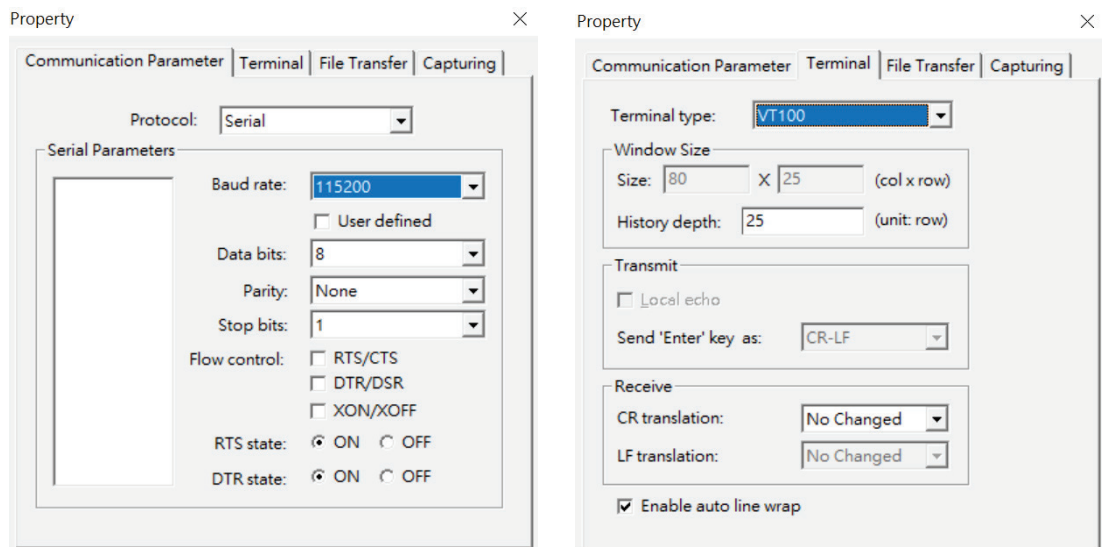 Property
Communication Parameter Terminal File Transfer Capturing
Protocol: Serial
Serial Parameters
Baud rate: 115200
User defined
Data bits: 8
Parity: None
Stop bits: 1
Flow control: RTS/CTS
DTR/DSR
XON/XOFF
RTS state: ON OFF
DTR state: ON OFF
Property
Communication Parameter Terminal File Transfer Capturing
Terminal type: VT100
Window Size
Size: 80 X 25 (col x row)
History depth: 25 (unit: row)
Transmit
Local echo
Send 'Enter' key as: CR-LF
Receive
CR translation: No Changed
LF translation: No Changed
Enable auto line wrap